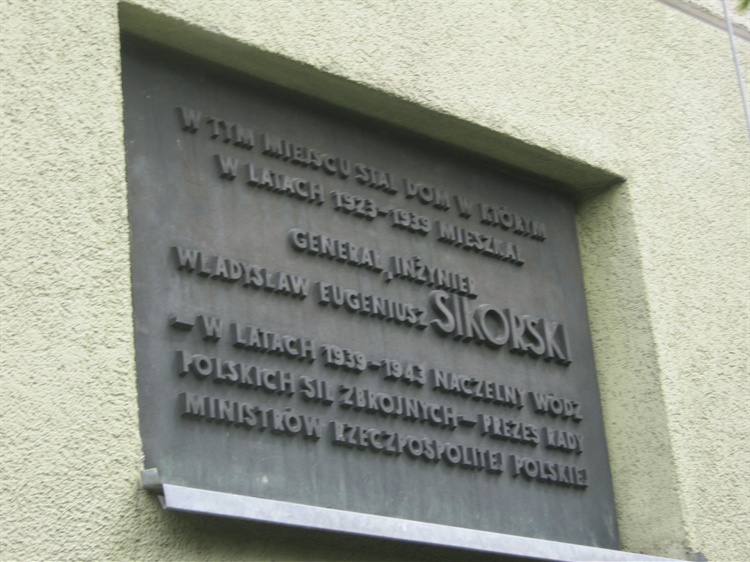 W TYM MIEJSCU STAŁ DOM W KTÓRYM
W LATACH 1923-1939 MIESZKAŁ
GENERAŁ, INŻYNIER
WŁADYSŁAW EUGENIUSZ SIKORSKI
- W LATACH 1939-1943 NACZELNY WÓDZ
POLSKICH SIŁ ZBROJNYCH - PREZES RADY
MINISTRÓW RZECZPOSPOLITEJ POLSKIEJ